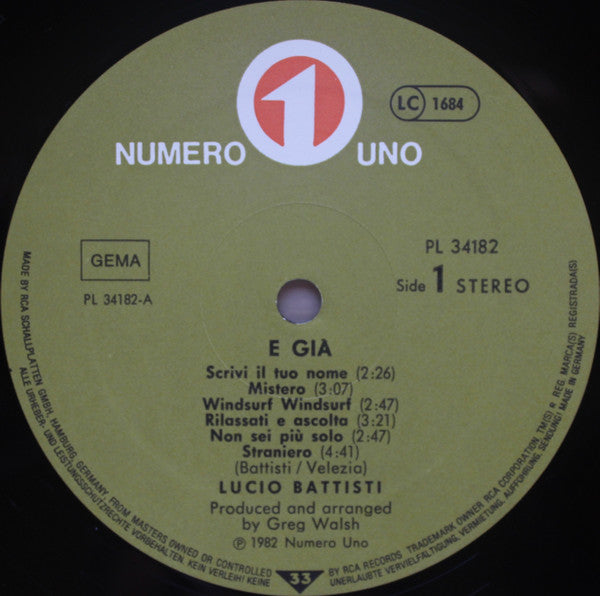 1
NUMERO UNO
LC 1684
GEMA
PL 34182-A
PL 34182
Side 1 STEREO
E GIÀ
Scrivi il tuo nome (2:26)
Mistero (3:07)
Windsurf Windsurf (2:47)
Rilassati e ascolta (3:21)
Non sei più solo (2:47)
Straniero (4:41)
(Battisti / Velezia)
LUCIO BATTISTI
Produced and arranged
by Greg Walsh
℗ 1982 Numero Uno
33
MADE BY RCA SCHALLPLATTEN GMBH, HAMBURG, GERMANY, FROM MASTERS OWNED OR CONTROLLED BY RCA RECORDS TRADEMARK OWNER RCA CORPORATION, TM(S) ® REG. MARCA(S) REGISTRADA(S)
ALLE URHEBER- UND LEISTUNGSSCHUTZRECHTE VORBEHALTEN. KEIN VERLEIH! KEINE UNERLAUBTE VERVIELFÄLTIGUNG, VERMIETUNG, AUFFÜHRUNG, SENDUNG! MADE IN GERMANY